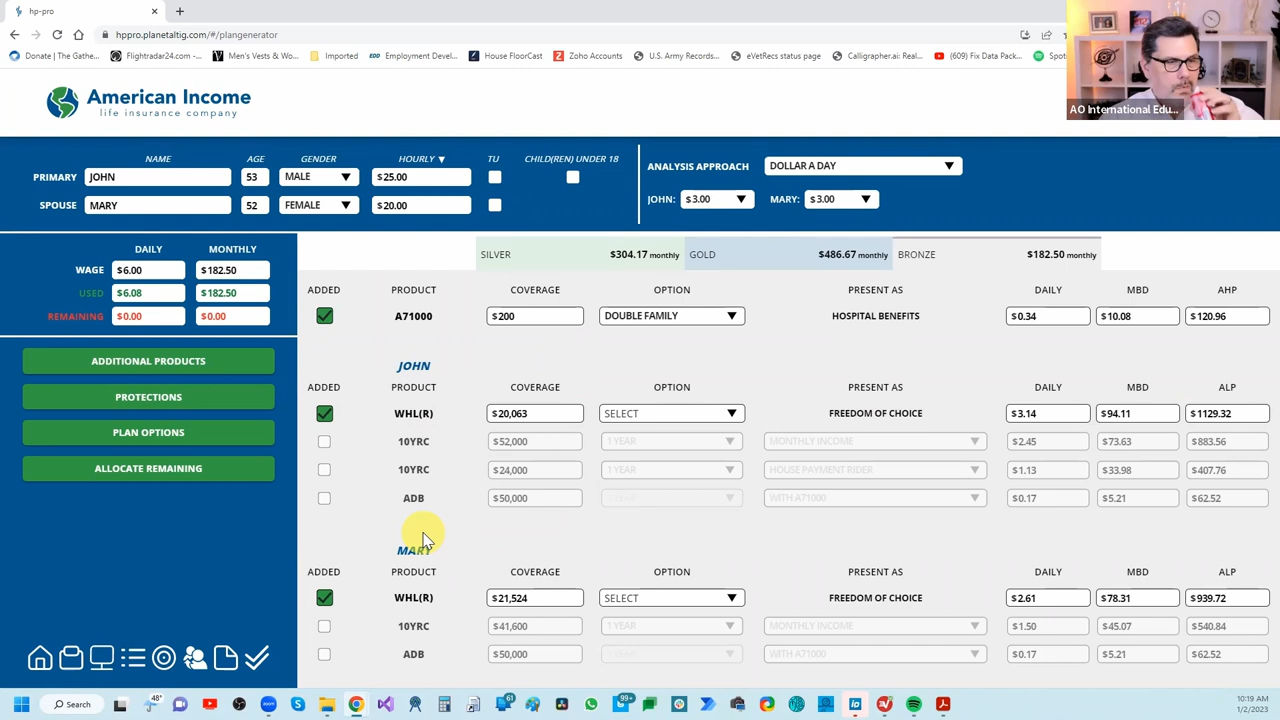 hp-pro
hppro.planetaltig.com/#/plangenerator
Donate | The Gathe... Flightradar24.com -... Men's Vests & Wo... Imported EDD Employment Devel... House FloorCast Zoho Accounts U.S. Army Records... eVetRecs status page Calligrapher.ai: Real... (609) Fix Data Pack... Spot
AO International Edu...
American Income
life insurance company
NAME AGE GENDER HOURLY ▼ TU CHILD(REN) UNDER 18
PRIMARY JOHN 53 MALE $25.00
SPOUSE MARY 52 FEMALE $20.00
ANALYSIS APPROACH DOLLAR A DAY
JOHN: $3.00 MARY: $3.00
DAILY MONTHLY
WAGE $6.00 $182.50
USED $6.08 $182.50
REMAINING $0.00 $0.00
ADDITIONAL PRODUCTS
PROTECTIONS
PLAN OPTIONS
ALLOCATE REMAINING
SILVER $304.17 monthly GOLD $486.67 monthly BRONZE $182.50 monthly
ADDED PRODUCT COVERAGE OPTION PRESENT AS DAILY MBD AHP
A71000 $200 DOUBLE FAMILY HOSPITAL BENEFITS $0.34 $10.08 $120.96
JOHN
ADDED PRODUCT COVERAGE OPTION PRESENT AS DAILY MBD ALP
WHL(R) $20,063 SELECT FREEDOM OF CHOICE $3.14 $94.11 $1129.32
10YRC $52,000 1 YEAR MONTHLY INCOME $2.45 $73.63 $883.56
10YRC $24,000 1 YEAR HOUSE PAYMENT RIDER $1.13 $33.98 $407.76
ADB $50,000 WITH A71000 $0.17 $5.21 $62.52
MARY
ADDED PRODUCT COVERAGE OPTION PRESENT AS DAILY MBD ALP
WHL(R) $21,524 SELECT FREEDOM OF CHOICE $2.61 $78.31 $939.72
10YRC $41,600 1 YEAR MONTHLY INCOME $1.50 $45.07 $540.84
ADB $50,000 WITH A71000 $0.17 $5.21 $62.52
Search 48° 61 99+
10:19 AM
1/2/2023